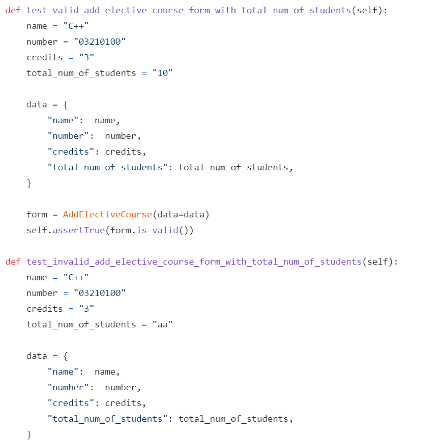 def test_valid_add_elective_course_form_with_total_num_of_students(self):
    name = "C++"
    number = "03210100"
    credits = "3"
    total_num_of_students = "10"

    data = {
        "name":  name,
        "number":  number,
        "credits": credits,
        "total_num_of_students": total_num_of_students,
    }

    form = AddElectiveCourse(data=data)
    self.assertTrue(form.is_valid())

def test_invalid_add_elective_course_form_with_total_num_of_students(self):
    name = "C++"
    number = "03210100"
    credits = "3"
    total_num_of_students = "aa"

    data = {
        "name":  name,
        "number":  number,
        "credits": credits,
        "total_num_of_students": total_num_of_students,
    }